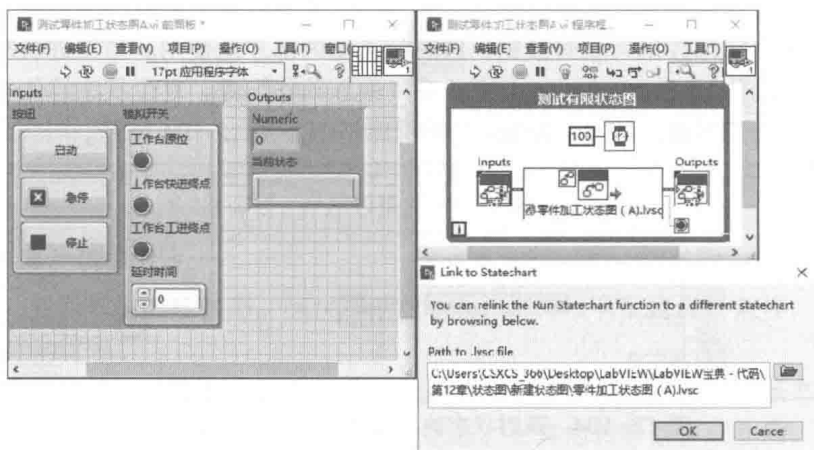 测试零件加工状态图A.vi 前面板 *
文件(F) 编辑(E) 查看(V) 项目(P) 操作(O) 工具(T) 窗口(
17pt 应用程序字体
Inputs
按钮
启动
急停
停止
模拟开关
工作台原位
工作台快进终点
工作台工进终点
延时时间
0
Outputs
Numeric
0
当前状态
测试零件加工状态图A.vi 程序框...
文件(F) 编辑(E) 查看(V) 项目(P) 操作(O) 工具(T)
测试有限状态图
100
Inputs
Outputs
零件加工状态图 ( A).lvsc
i
Link to Statechart
You can relink the Run Statechart function to a different statechart
by browsing below.
Path to .lvsc file
C:\Users\CSXCS_366\Desktop\LabVIEW\LabVIEW宝典 - 代码\
第12章\状态图\新建状态图\零件加工状态图 ( A).lvsc
OK
Cancel